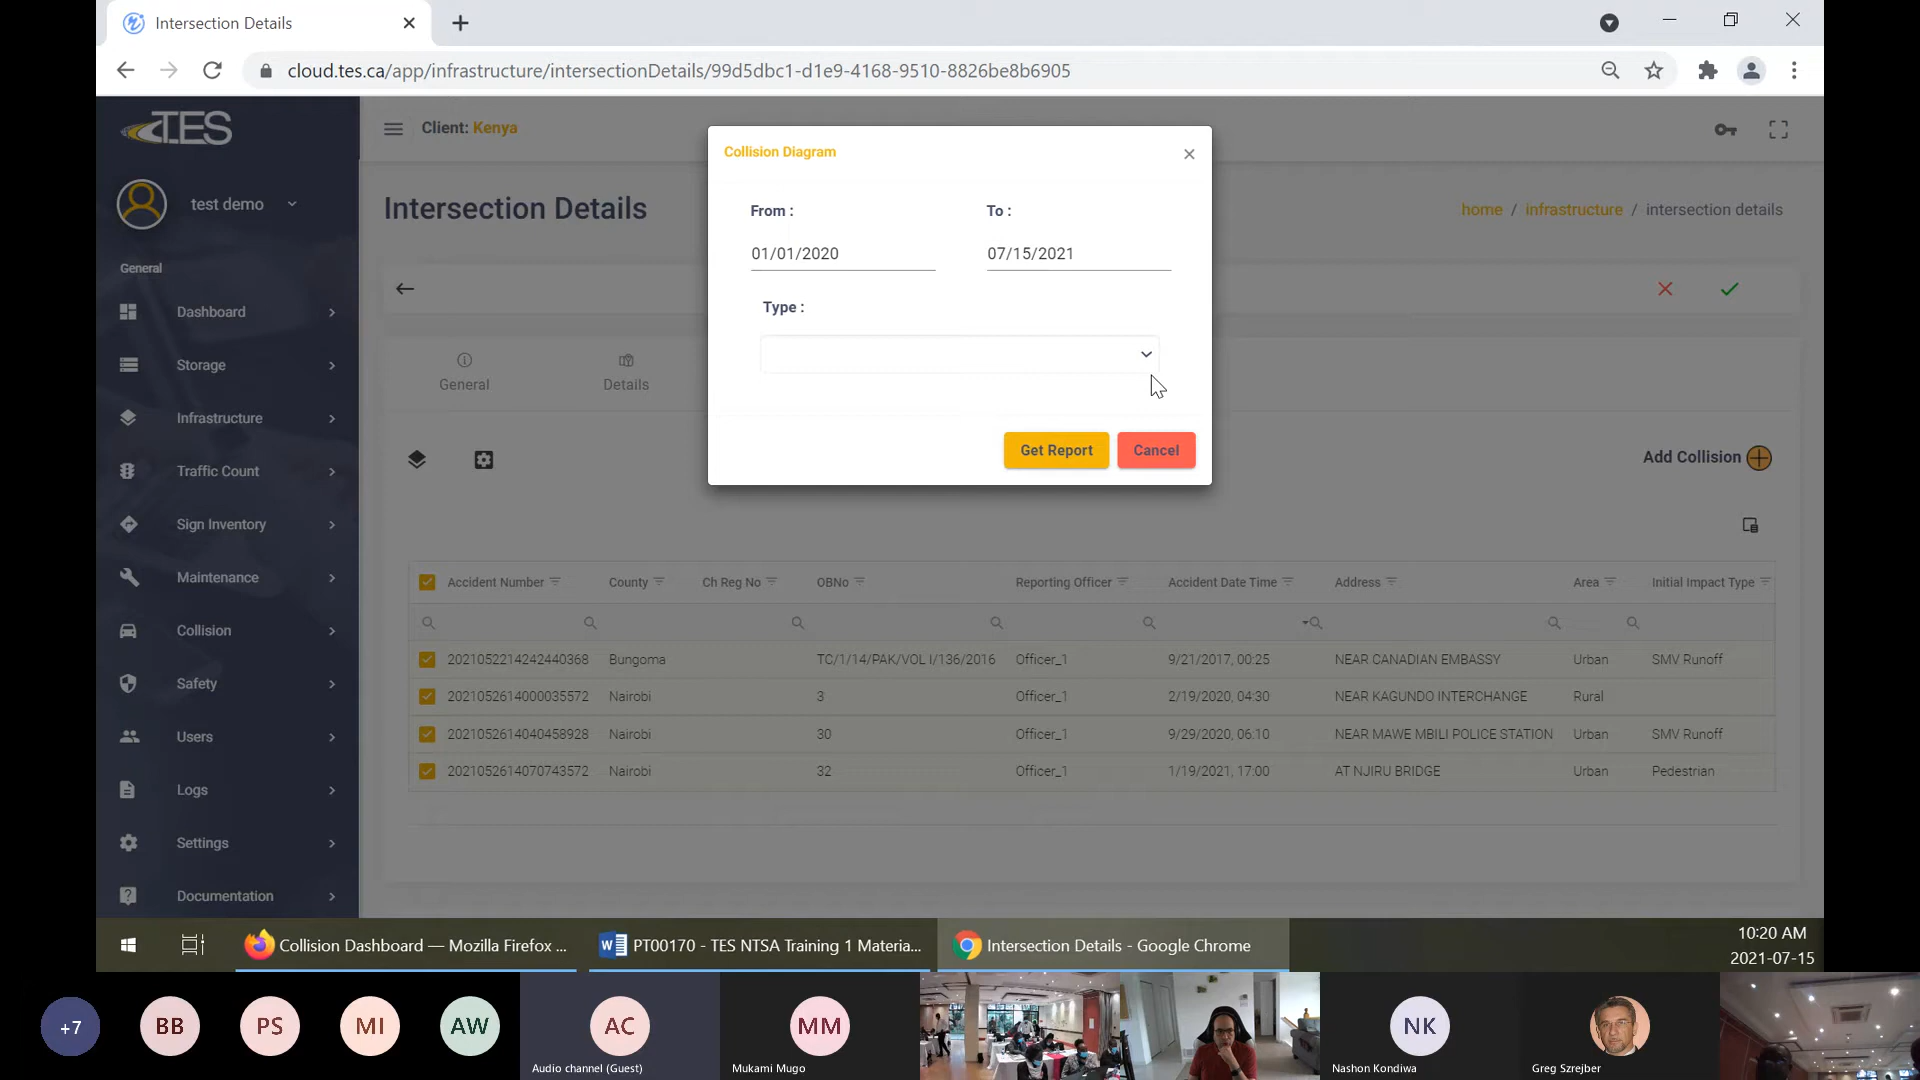 Intersection Details
cloud.tes.ca/app/infrastructure/intersectionDetails/99d5dbc1-d1e9-4168-9510-8826be8b6905
TES
Client: Kenya
test demo
Intersection Details
home / infrastructure / intersection details
General
Dashboard
Storage
Infrastructure
Traffic Count
Sign Inventory
Maintenance
Collision
Safety
Users
Logs
Settings
Documentation
Collision Diagram
From :
To :
01/01/2020
07/15/2021
Type :
Get Report
Cancel
General
Details
Add Collision
Accident Number County Ch Reg No OBNo Reporting Officer Accident Date Time Address Area Initial Impact Type
2021052214242440368 Bungoma TC/1/14/PAK/VOL I/136/2016 Officer_1 9/21/2017, 00:25 NEAR CANADIAN EMBASSY Urban SMV Runoff
2021052614000035572 Nairobi 3 Officer_1 2/19/2020, 04:30 NEAR KAGUNDO INTERCHANGE Rural
2021052614040458928 Nairobi 30 Officer_1 9/29/2020, 06:10 NEAR MAWE MBILI POLICE STATION Urban SMV Runoff
2021052614070743572 Nairobi 32 Officer_1 1/19/2021, 17:00 AT NJIRU BRIDGE Urban Pedestrian
Collision Dashboard — Mozilla Firefox ...
PT00170 - TES NTSA Training 1 Materia...
Intersection Details - Google Chrome
10:20 AM
2021-07-15
+7
BB
PS
MI
AW
AC
Audio channel (Guest)
MM
Mukami Mugo
NK
Nashon Kondiwa
Greg Szrejber